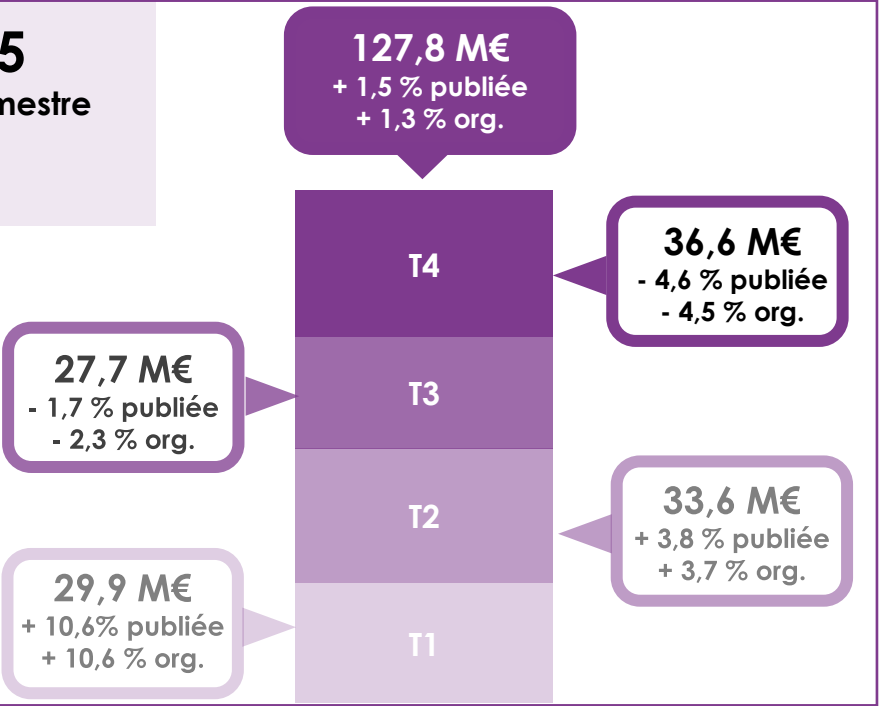 5
mestre
127,8 M€
+ 1,5 % publiée
+ 1,3 % org.
T4
36,6 M€
- 4,6 % publiée
- 4,5 % org.
27,7 M€
- 1,7 % publiée
- 2,3 % org.
T3
T2
33,6 M€
+ 3,8 % publiée
+ 3,7 % org.
29,9 M€
+ 10,6% publiée
+ 10,6 % org.
T1